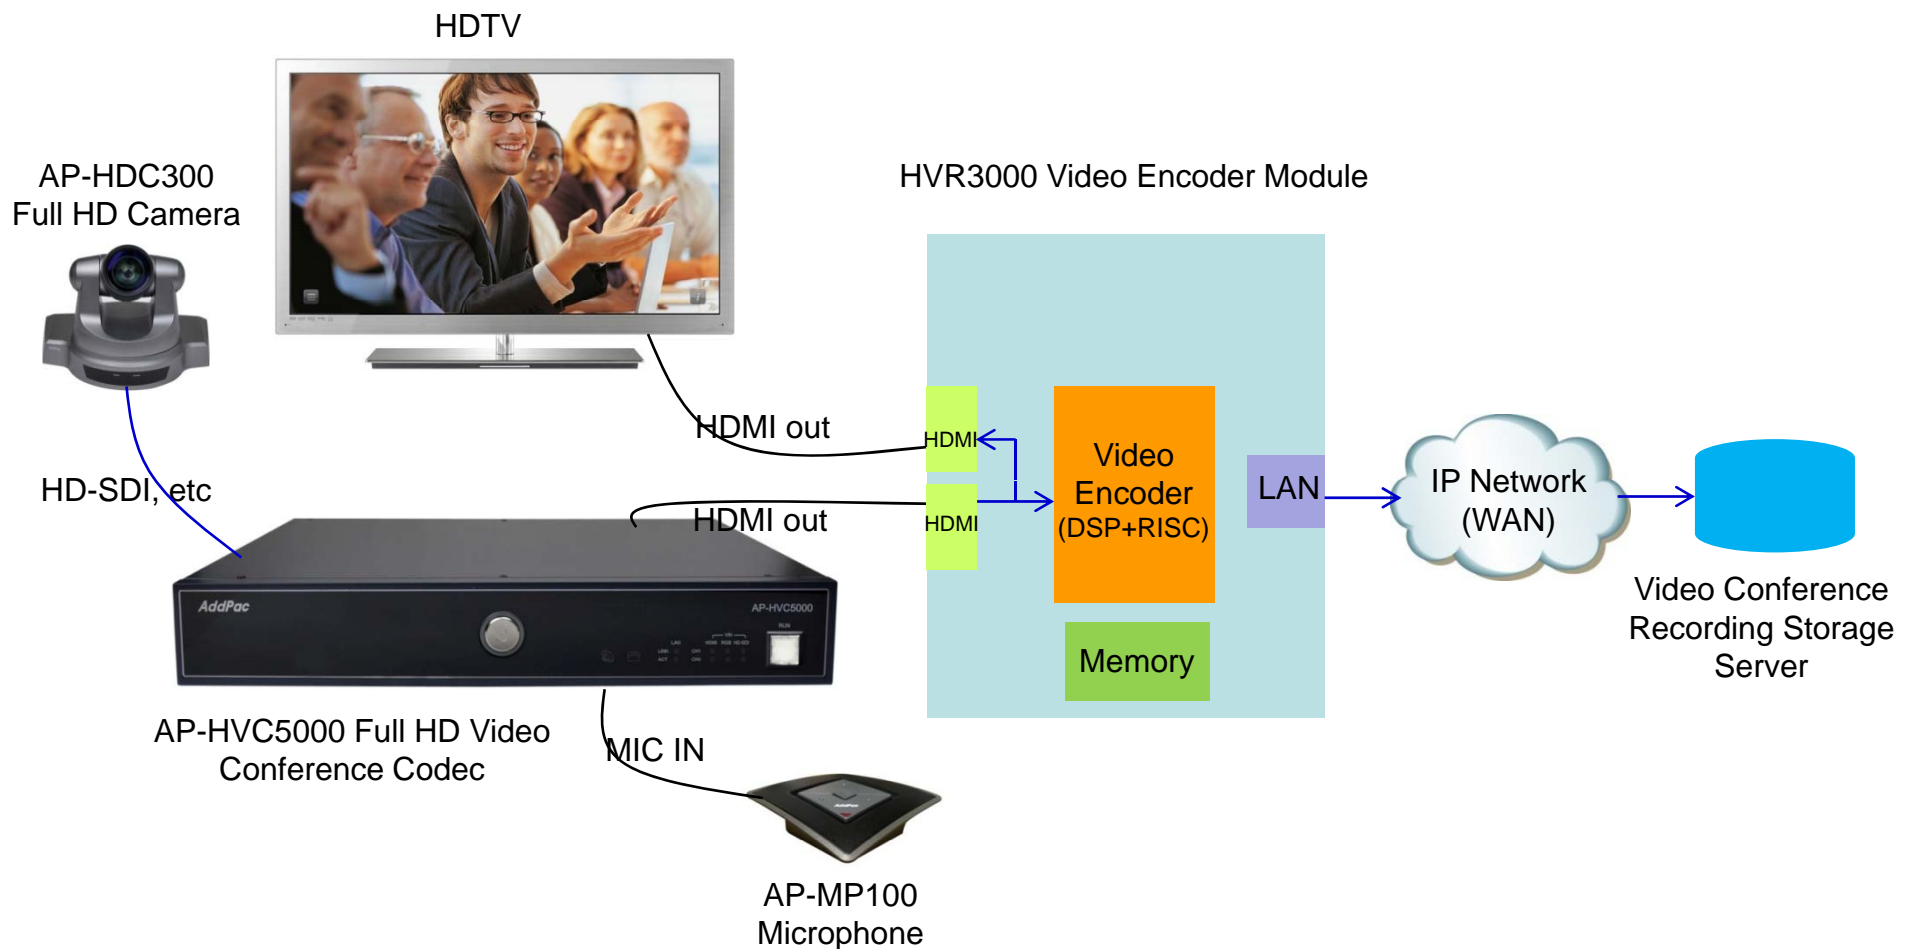 HDTV
AP-HDC300
Full HD Camera
HVR3000 Video Encoder Module
HDMI out
HDMI
Video
Encoder
(DSP+RISC)
LAN
IP Network
(WAN)
HD-SDI, etc
HDMI out
HDMI
Video Conference
Recording Storage
Server
AddPac
AP-HVC5000
RUN
Memory
AP-HVC5000 Full HD Video
Conference Codec
MIC IN
AP-MP100
Microphone